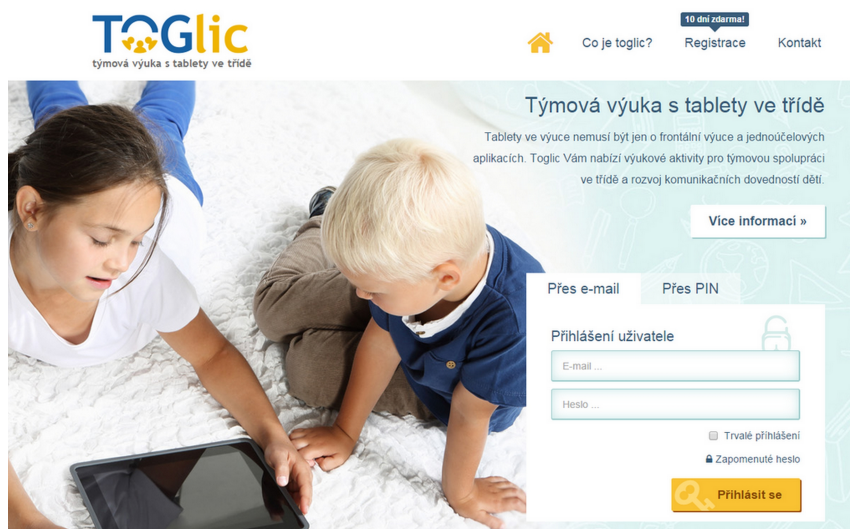 TOGlic
týmová výuka s tablety ve třídě
10 dní zdarma!
Co je toglic?
Registrace
Kontakt
Týmová výuka s tablety ve třídě
Tablety ve výuce nemusí být jen o frontální výuce a jednoúčelových
aplikacích. Toglic Vám nabízí výukové aktivity pro týmovou spolupráci
ve třídě a rozvoj komunikačních dovedností dětí.
Více informací »
Přes e-mail
Přes PIN
Přihlášení uživatele
E-mail ...
Heslo ...
Trvalé příhlášení
Zapomenuté heslo
Přihlásit se